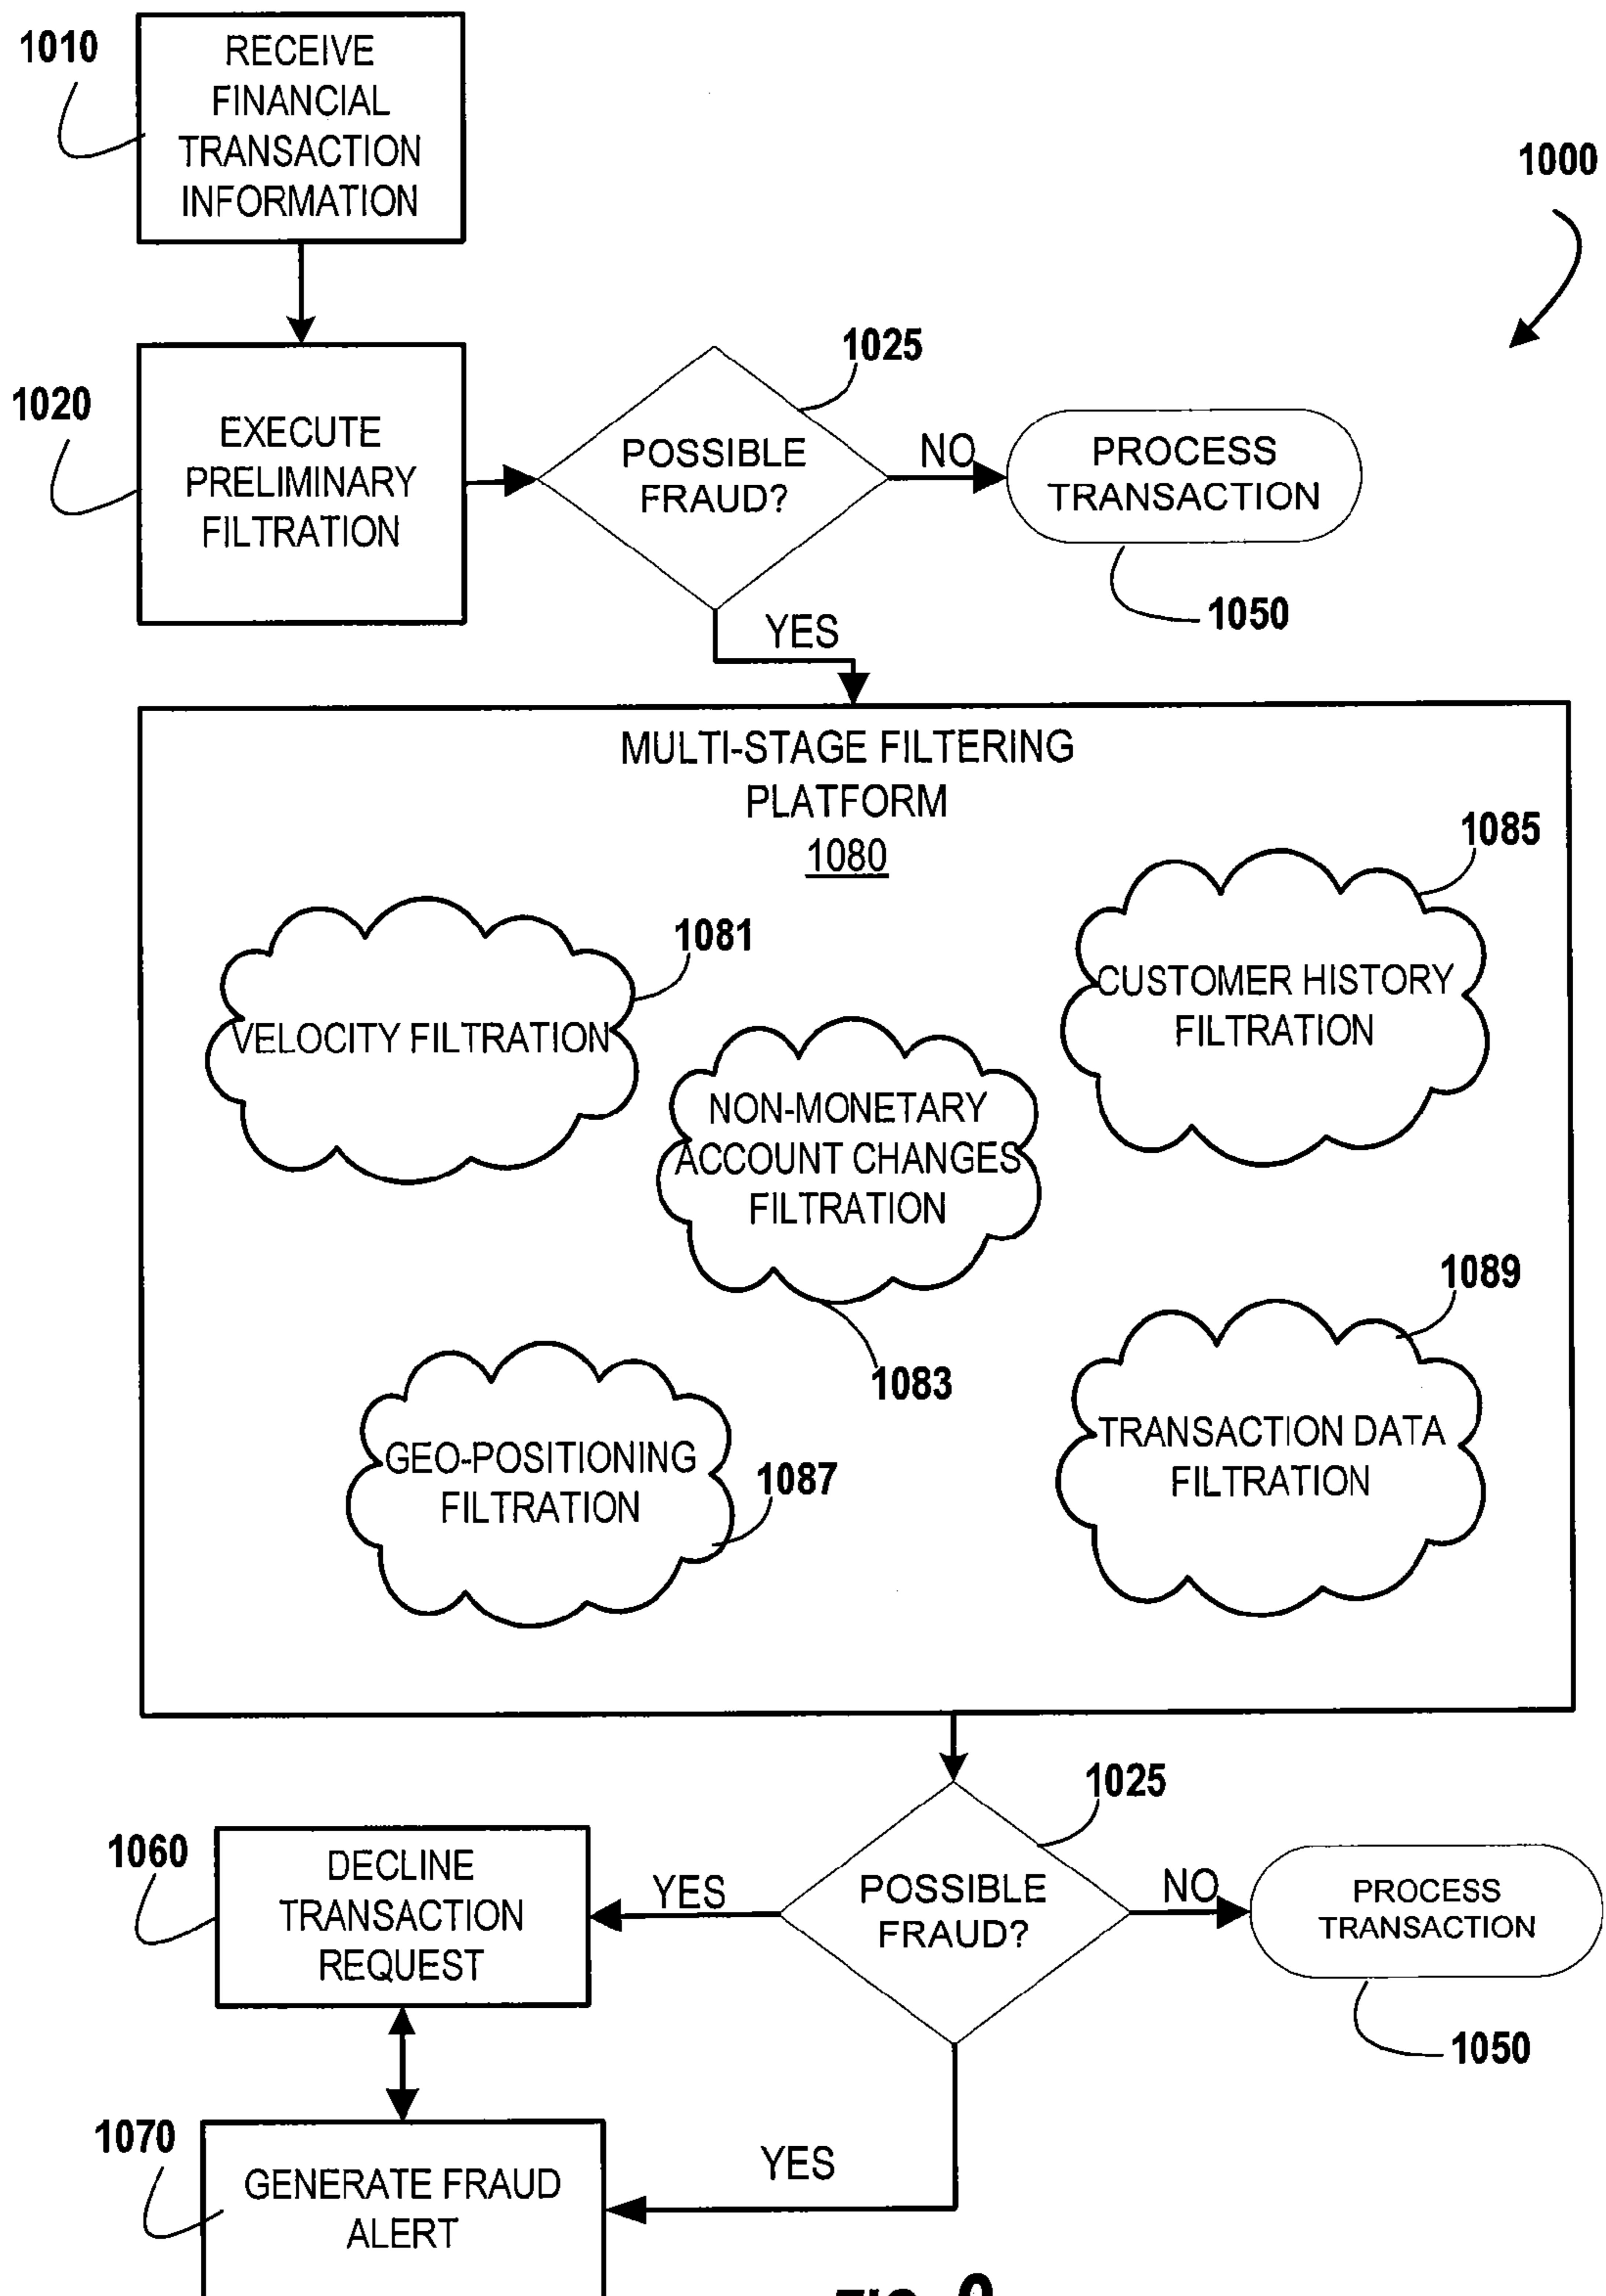 1010
RECEIVE
FINANCIAL
TRANSACTION
INFORMATION
1000
1020
EXECUTE
PRELIMINARY
FILTRATION
1025
POSSIBLE
FRAUD?
NO
PROCESS
TRANSACTION
1050
YES
MULTI-STAGE FILTERING
PLATFORM
1080
1085
1081
CUSTOMER HISTORY
FILTRATION
VELOCITY FILTRATION
NON-MONETARY
ACCOUNT CHANGES
FILTRATION
1083
1089
GEO-POSITIONING
FILTRATION
1087
TRANSACTION DATA
FILTRATION
1025
1060
DECLINE
TRANSACTION
REQUEST
YES
POSSIBLE
FRAUD?
NO
PROCESS
TRANSACTION
1050
1070
GENERATE FRAUD
ALERT
YES